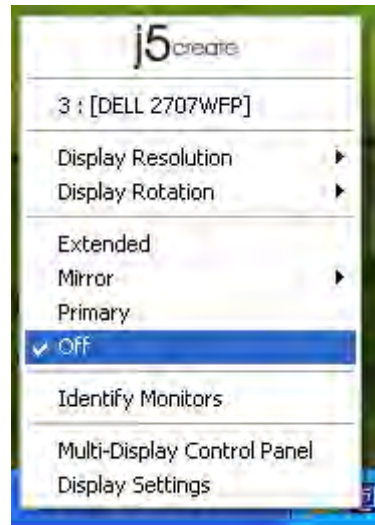 j5create
3 : [DELL 2707WFP]
Display Resolution
Display Rotation
Extended
Mirror
Primary
Off
Identify Monitors
Multi-Display Control Panel
Display Settings